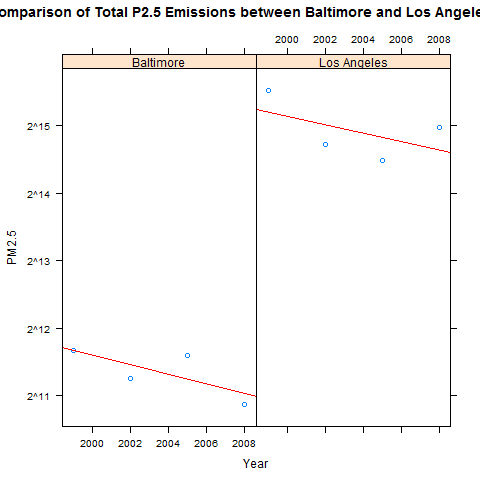 omparison of Total P2.5 Emissions between Baltimore and Los Angele
2000 2002 2004 2006 2008
Baltimore Los Angeles
2^15
2^14
2^13
2^12
2^11
PM2.5
2000 2002 2004 2006 2008
Year